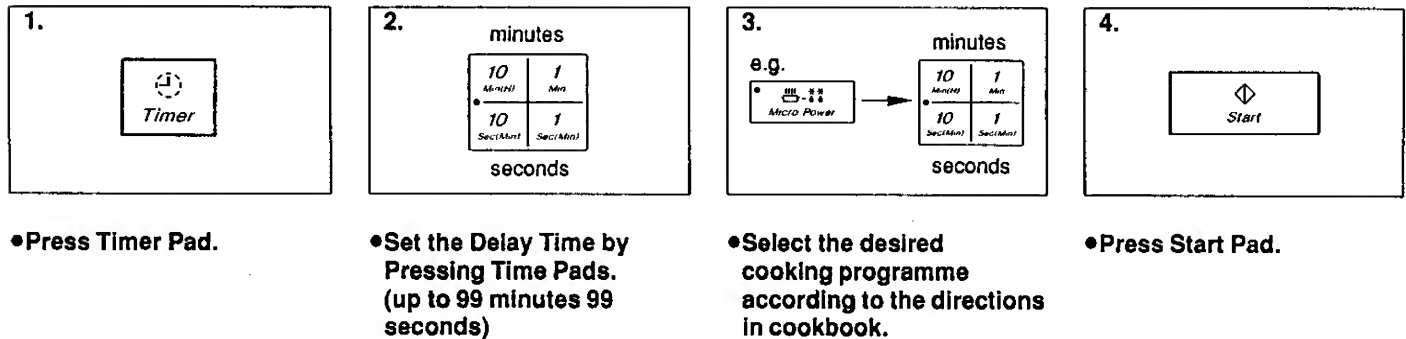 1.
Timer
•Press Timer Pad.
2.
minutes
10 1
Min(H) Min
10 1
Sec(Min) Sec(Min)
seconds
•Set the Delay Time by
Pressing Time Pads.
(up to 99 minutes 99
seconds)
3.
e.g.
Micro Power
minutes
10 1
Min(H) Min
10 1
Sec(Min) Sec(Min)
seconds
•Select the desired
cooking programme
according to the directions
in cookbook.
4.
Start
•Press Start Pad.